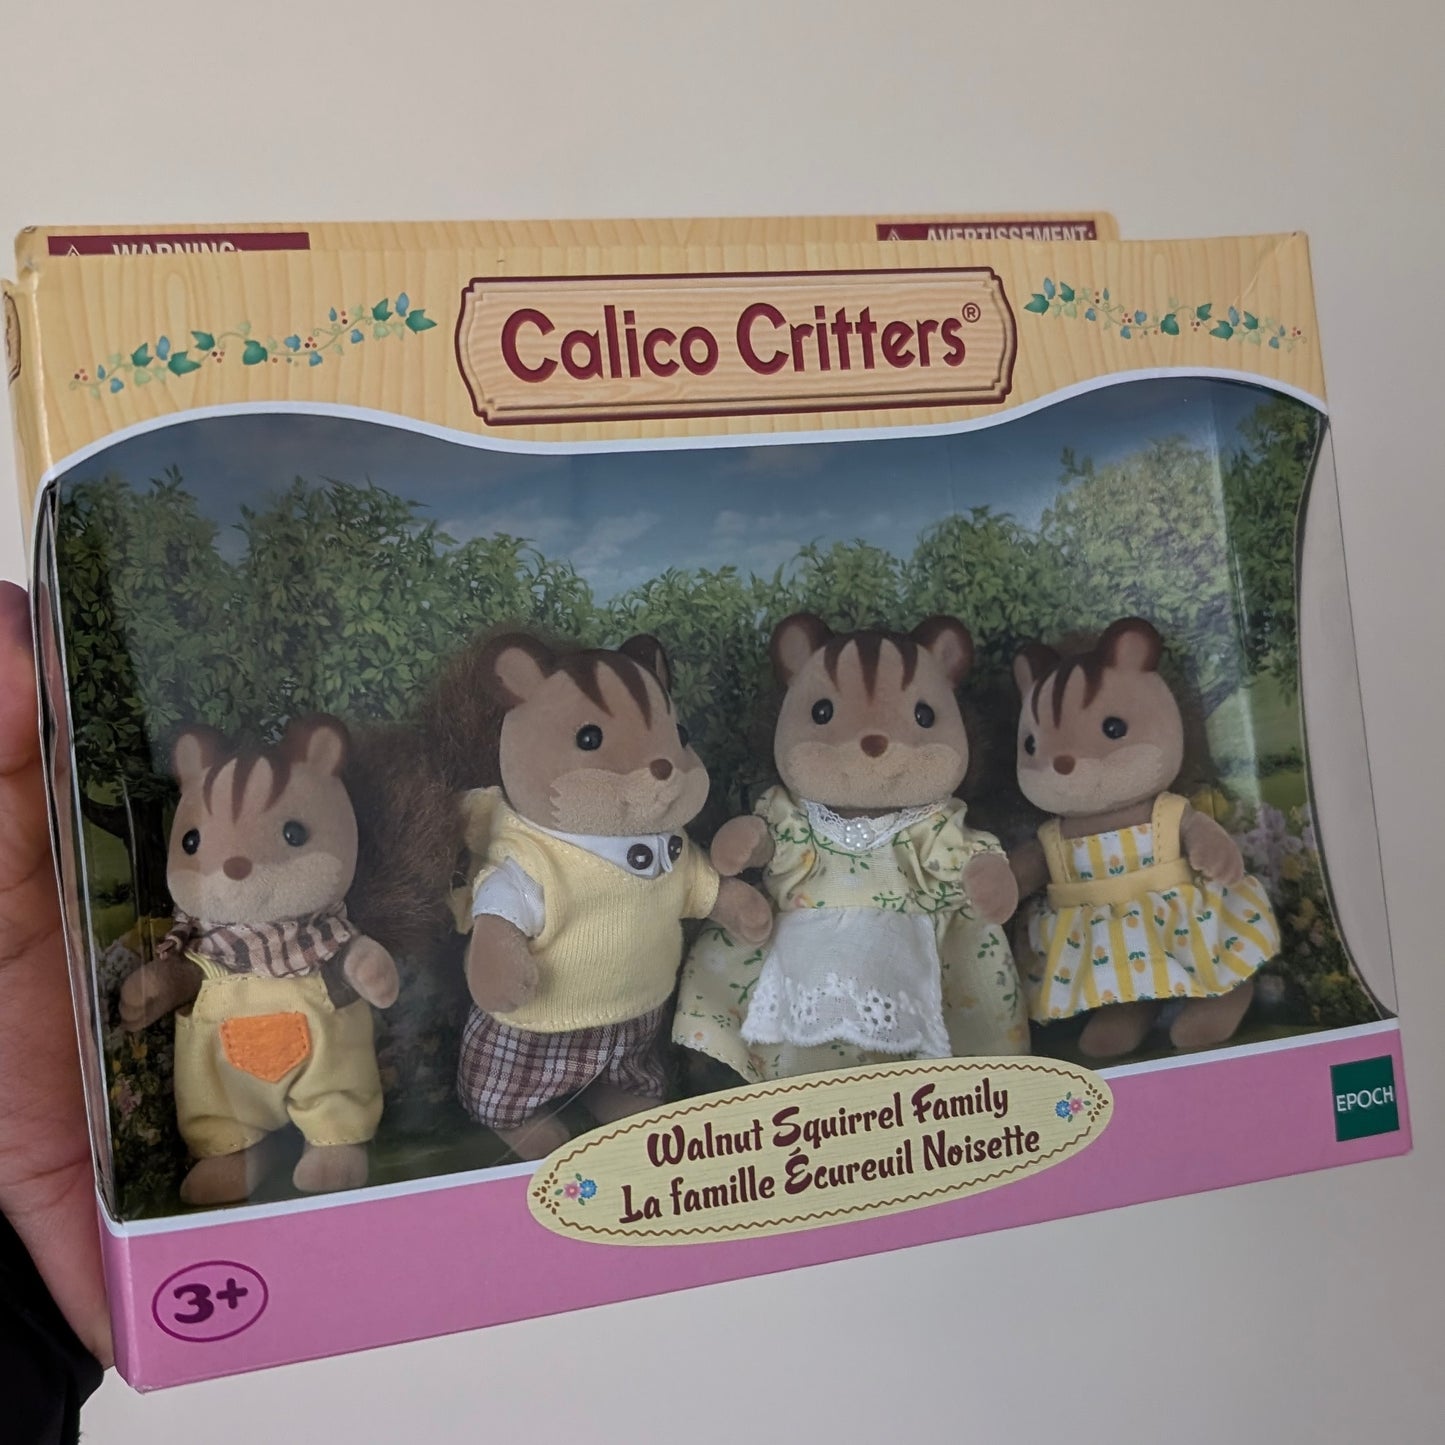 WARNING:
AVERTISSEMENT:
Calico Critters®
Walnut Squirrel Family
La famille Écureuil Noisette
EPOCH
3+